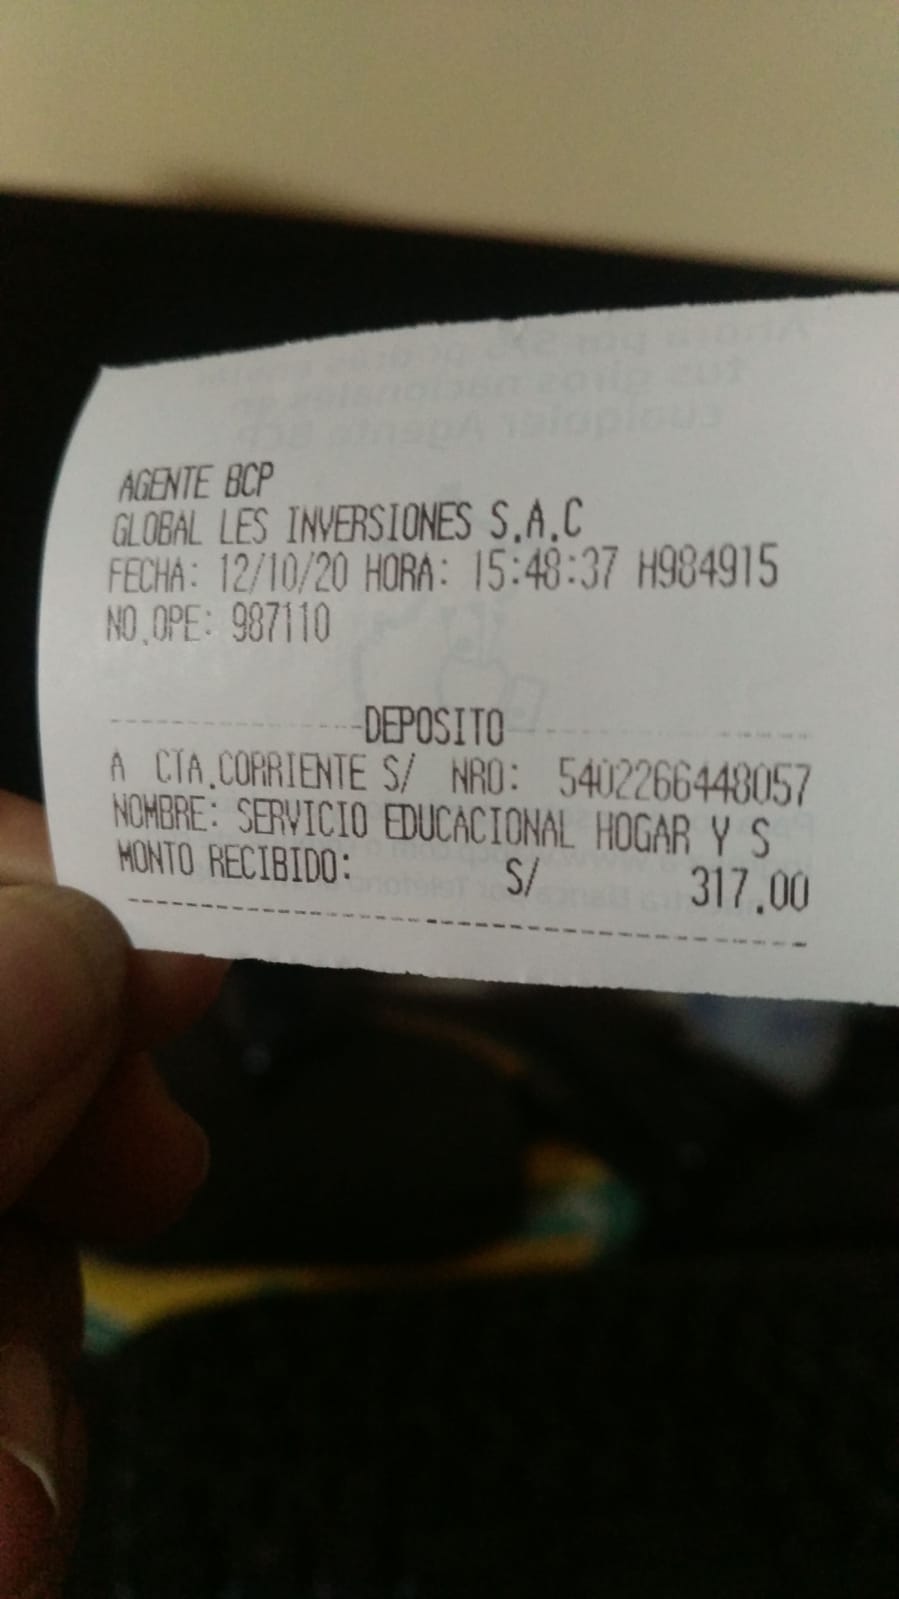 AGENTE BCP
GLOBAL LES INVERSIONES S.A.C
FECHA: 12/10/20 HORA: 15:48:37 H984915
NO.OPE: 987110
DEPOSITO
A CTA.CORRIENTE S/ NRO: 5402266448057
NOMBRE: SERVICIO EDUCACIONAL HOGAR Y S
MONTO RECIBIDO: S/ 317.00